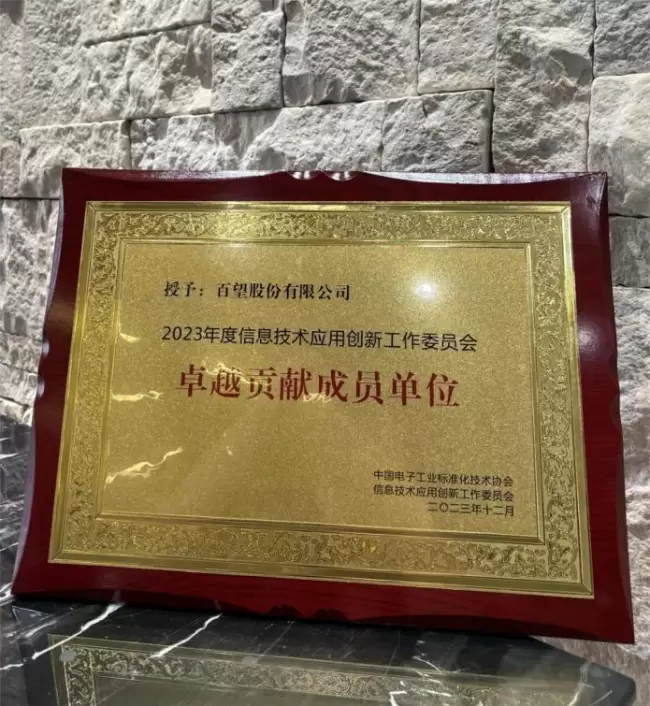 授予：百望股份有限公司
2023年度信息技术应用创新工作委员会
卓越贡献成员单位
中国电子工业标准化技术协会
信息技术应用创新工作委员会
二〇二三年十二月